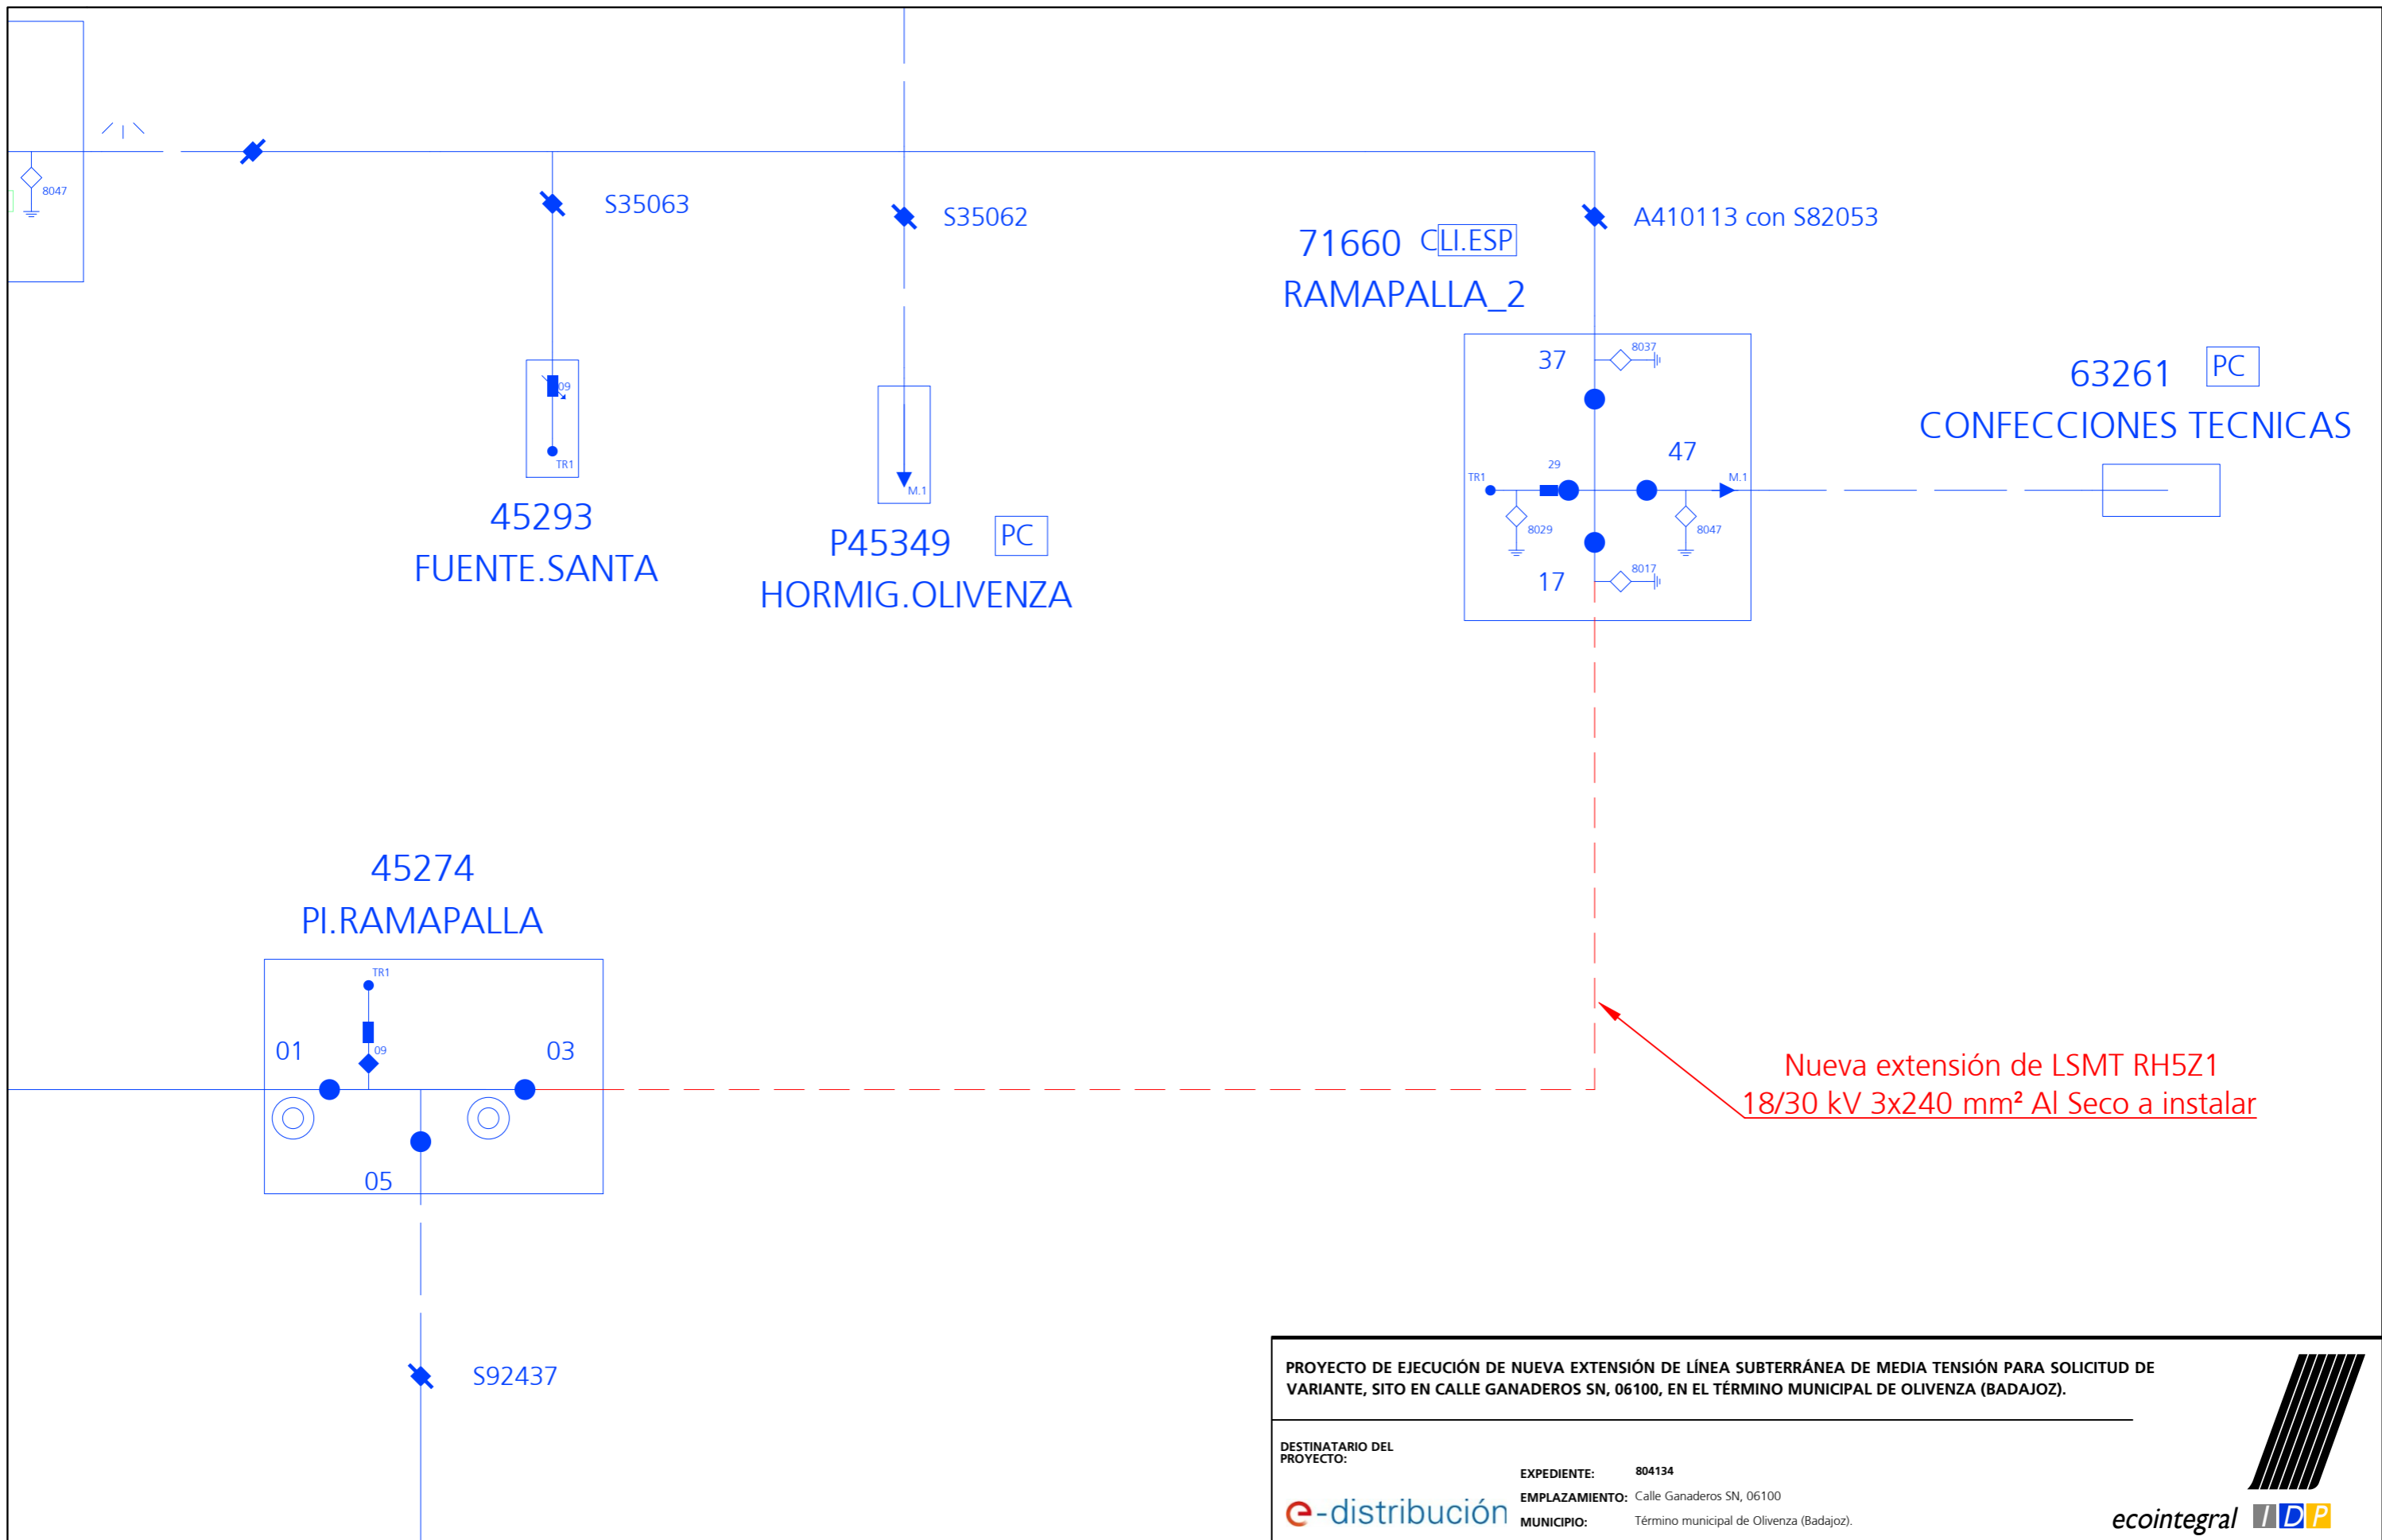 8047
S35063
S35062
A410113 con S82053
71660 CLI.ESP
RAMAPALLA_2
37
8037
63261 PC
CONFECCIONES TECNICAS
09
TR1
45293
FUENTE.SANTA
M.1
P45349 PC
HORMIG.OLIVENZA
47
29
TR1
M.1
8029
8047
17
8017
45274
PI.RAMAPALLA
TR1
01
09
03
05
S92437
Nueva extensión de LSMT RH5Z1
18/30 kV 3x240 mm² Al Seco a instalar
PROYECTO DE EJECUCIÓN DE NUEVA EXTENSIÓN DE LÍNEA SUBTERRÁNEA DE MEDIA TENSIÓN PARA SOLICITUD DE
VARIANTE, SITO EN CALLE GANADEROS SN, 06100, EN EL TÉRMINO MUNICIPAL DE OLIVENZA (BADAJOZ).
DESTINATARIO DEL
PROYECTO:
EXPEDIENTE: 804134
EMPLAZAMIENTO: Calle Ganaderos SN, 06100
MUNICIPIO: Término municipal de Olivenza (Badajoz).
e-distribución
ecointegral IDP